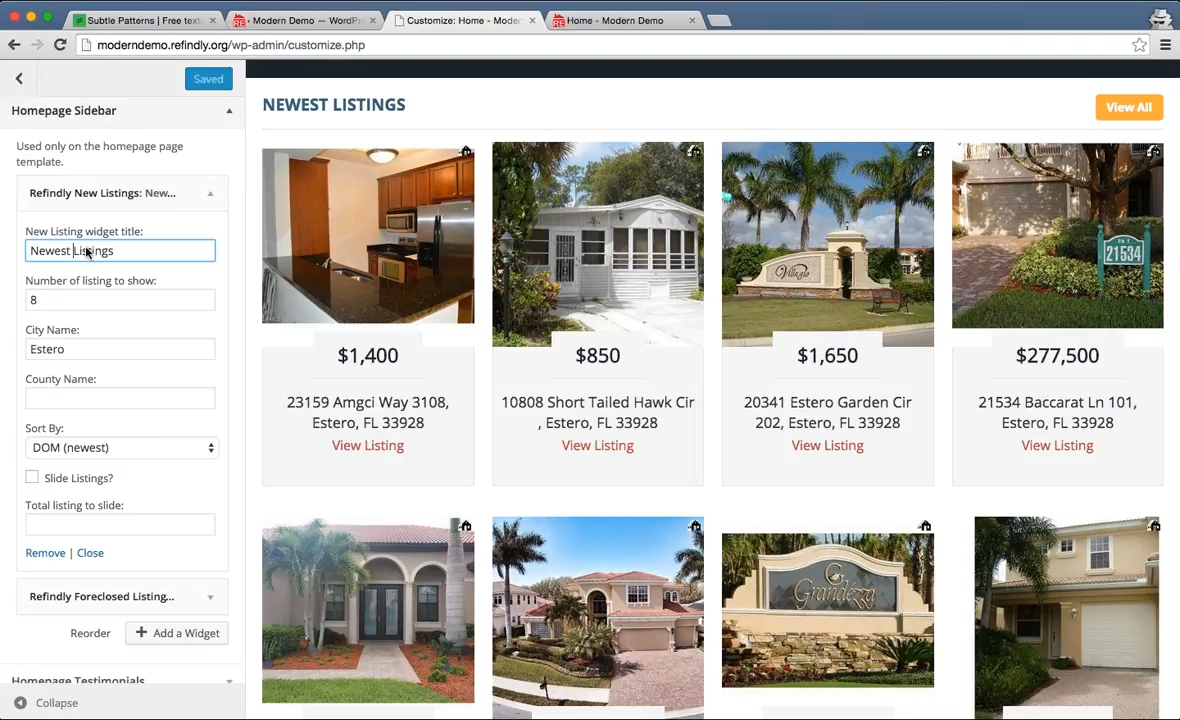 Subtle Patterns | Free text
• Modern Demo — WordPr
Customize: Home - Moder
Home - Modern Demo
moderndemo.refindly.org/wp-admin/customize.php
Saved
Homepage Sidebar
Used only on the homepage page
template.
Refindly New Listings: New...
New Listing widget title:
Newest Listings
Number of listing to show:
8
City Name:
Estero
County Name:
Sort By:
DOM (newest)
Slide Listings?
Total listing to slide:
Remove | Close
Refindly Foreclosed Listing...
Reorder
Add a Widget
Homepage Testimonials
Collapse
NEWEST LISTINGS
View All
$1,400
23159 Amgci Way 3108,
Estero, FL 33928
View Listing
$850
10808 Short Tailed Hawk Cir
, Estero, FL 33928
View Listing
Villagio
$1,650
20341 Estero Garden Cir
202, Estero, FL 33928
View Listing
21534
$277,500
21534 Baccarat Ln 101,
Estero, FL 33928
View Listing
G
Grandezza